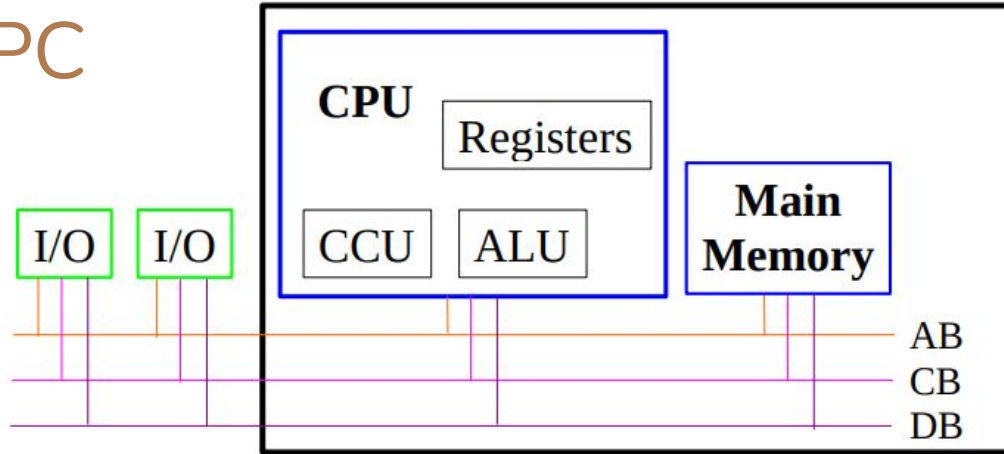 PC
CPU
Registers
I/O I/O CCU ALU
Main
Memory
AB
CB
DB